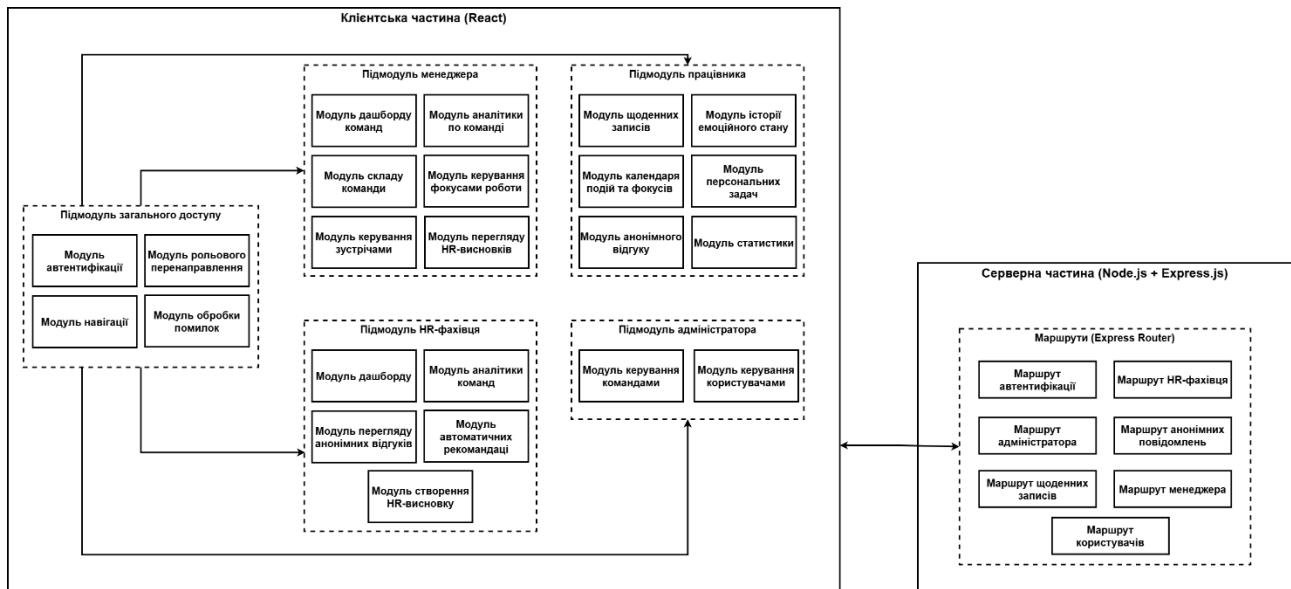 Клієнтська частина (React)
Підмодуль менеджера
Модуль дашборду
команд
Модуль аналітики
по команді
Модуль складу
команди
Модуль керування
фокусами роботи
Модуль керування
зустрічами
Модуль перегляду
HR-висновків
Підмодуль працівника
Модуль щоденних
записів
Модуль історії
емоційного стану
Модуль календаря
подій та фокусів
Модуль
персональних
задач
Модуль анонімного
відгуку
Модуль статистики
Підмодуль загального доступу
Модуль
автентифікації
Модуль рольового
перенаправлення
Модуль навігації
Модуль обробки
помилок
Підмодуль HR-фахівця
Модуль дашборду
Модуль аналітики
команд
Модуль перегляду
анонімних відгуків
Модуль
автоматичних
рекомендаці
Модуль створення
HR-висновку
Підмодуль адміністратора
Модуль керування
командами
Модуль керування
користувачами
Серверна частина (Node.js + Express.js)
Маршрути (Express Router)
Маршрут
автентифікації
Маршрут HR-фахівця
Маршрут
адміністратора
Маршрут анонімних
повідомлень
Маршрут щоденних
записів
Маршрут менеджера
Маршрут
користувачів